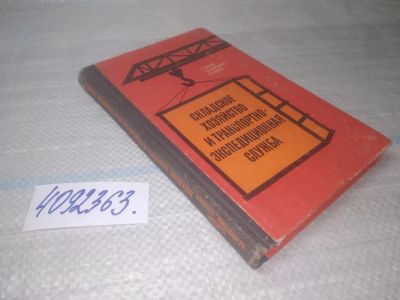 СКЛАДСКОЕ
ХОЗЯЙСТВО
И ТРАНСПОРТНО-
ЭКСПЕДИЦИОННАЯ
СЛУЖБА
4092363.